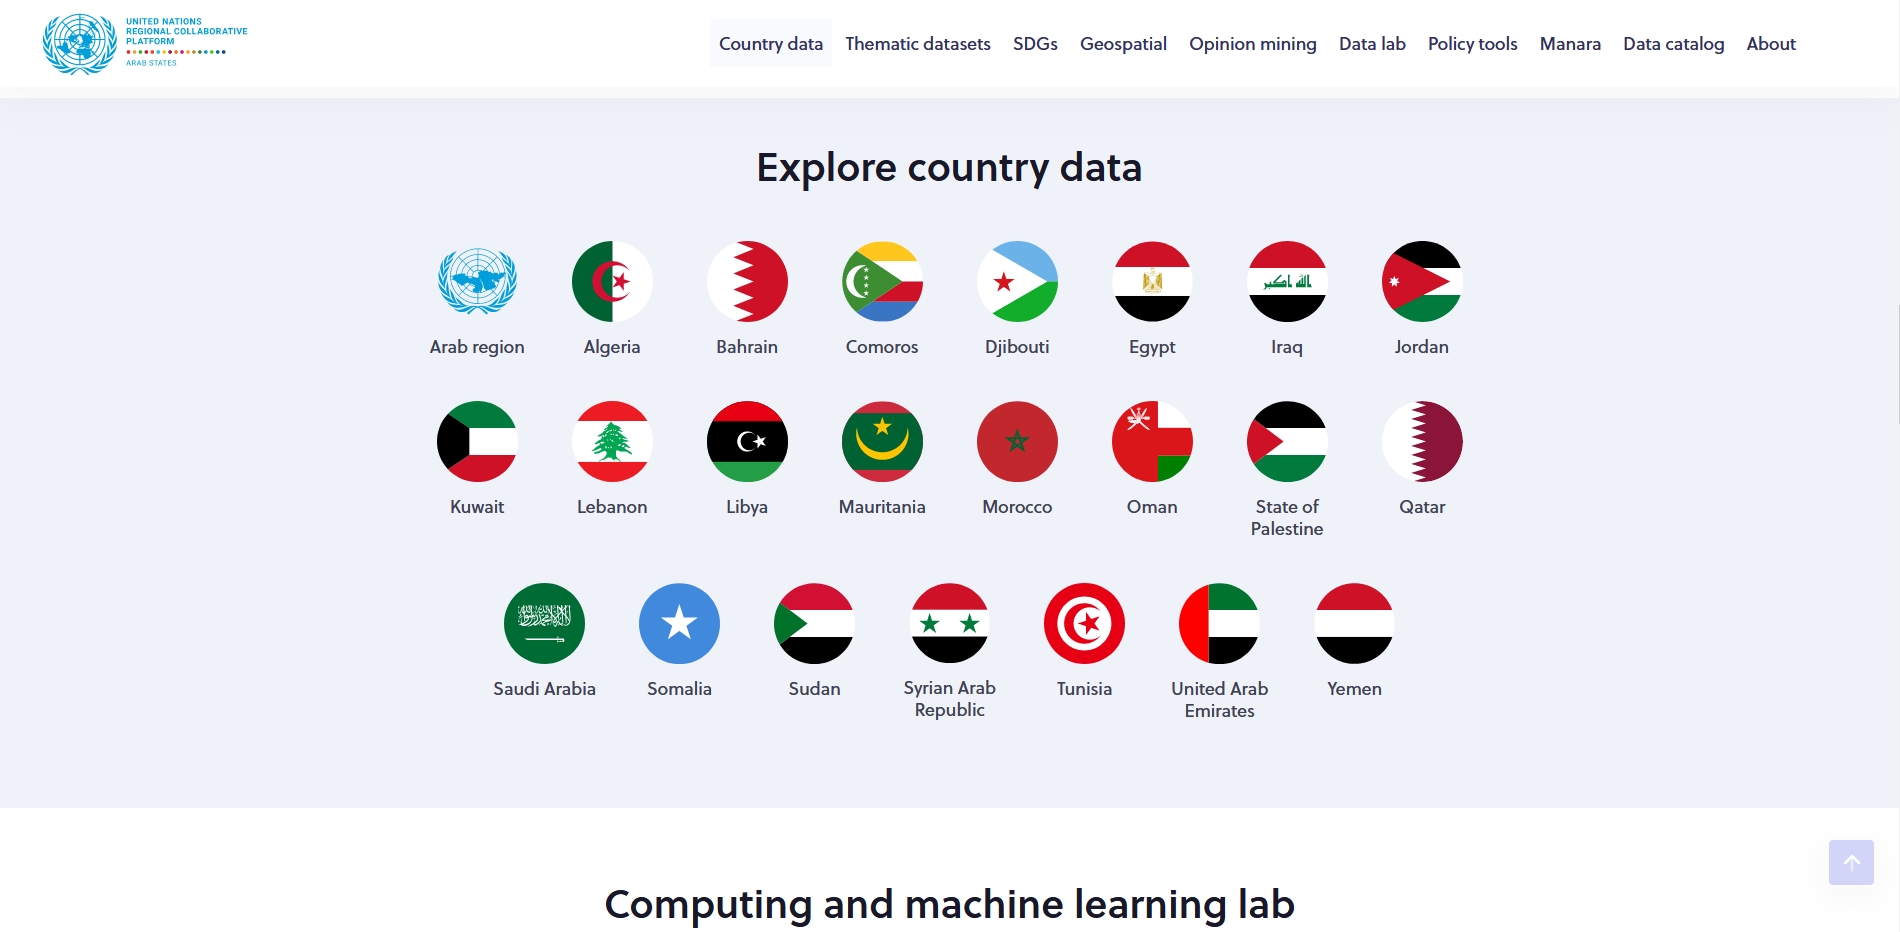 UNITED NATIONS
REGIONAL COLLABORATIVE
PLATFORM
ARAB STATES
Country data Thematic datasets SDGs Geospatial Opinion mining Data lab Policy tools Manara Data catalog About
Explore country data
الله اكبر
Arab region Algeria Bahrain Comoros Djibouti Egypt Iraq Jordan
Kuwait Lebanon Libya Mauritania Morocco Oman State of Palestine Qatar
Saudi Arabia Somalia Sudan Syrian Arab Republic Tunisia United Arab Emirates Yemen
Computing and machine learning lab